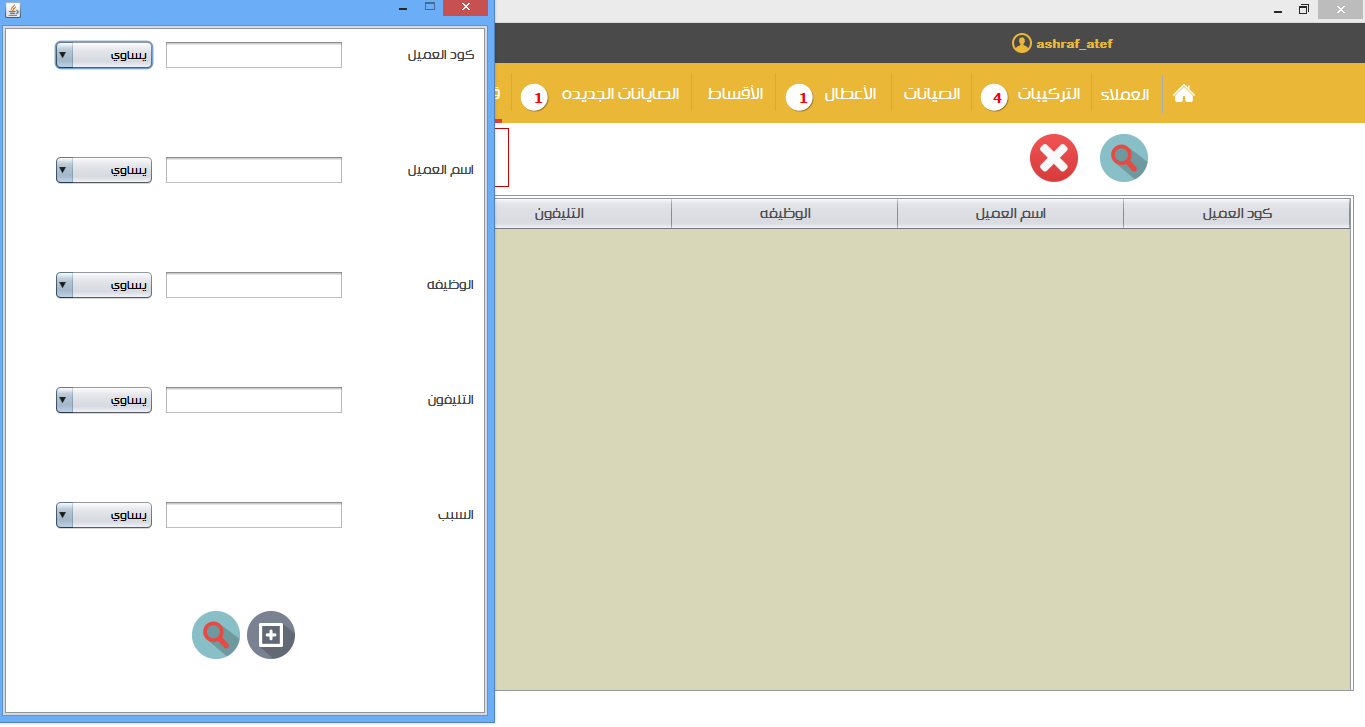 ashraf_atef
العملاء
التركيبات
4
الصيانات
الأعطال
1
الأقساط
الصايانات الجديده
1
كود العميل
اسم العميل
الوظيفه
التليفون
كود العميل
يساوي
اسم العميل
يساوي
الوظيفه
يساوي
التليفون
يساوي
السبب
يساوي